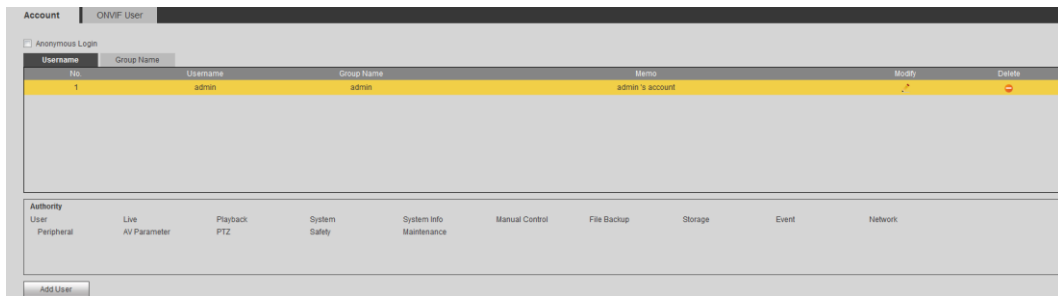 Account ONVIF User
Anonymous Login
Username Group Name
No. Username Group Name Memo Modify Delete
1 admin admin admin 's account
Authority
User Live Playback System System Info Manual Control File Backup Storage Event Network
Peripheral AV Parameter PTZ Safety Maintenance
Add User